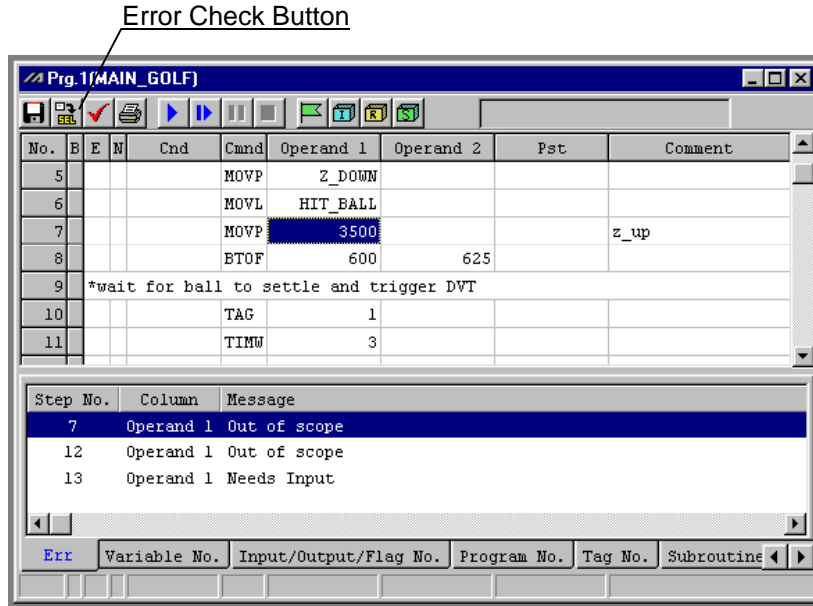 Error Check Button
Prg.1(MAIN_GOLF)
SEL I R S
No. B E N Cnd Cmnd Operand 1 Operand 2 Pst Comment
5 MOVP Z_DOWN
6 MOVL HIT_BALL
7 MOVP 3500 z_up
8 BTOF 600 625
9 *wait for ball to settle and trigger DVT
10 TAG 1
11 TIMW 3
Step No. Column Message
7 Operand 1 Out of scope
12 Operand 1 Out of scope
13 Operand 1 Needs Input
Err Variable No. Input/Output/Flag No. Program No. Tag No. Subroutine